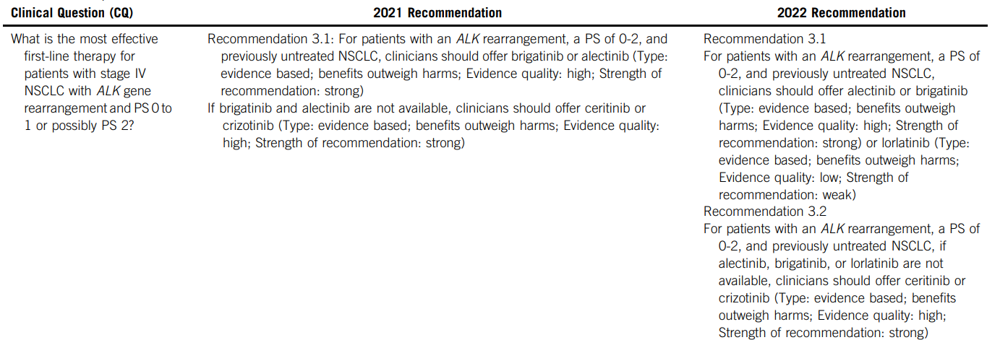 Clinical Question (CQ)
2021 Recommendation
2022 Recommendation
What is the most effective
first-line therapy for
patients with stage IV
NSCLC with ALK gene
rearrangement and PS 0 to
1 or possibly PS 2?
Recommendation 3.1: For patients with an ALK rearrangement, a PS of 0-2, and
previously untreated NSCLC, clinicians should offer brigatinib or alectinib (Type:
evidence based; benefits outweigh harms; Evidence quality: high; Strength of
recommendation: strong)
If brigatinib and alectinib are not available, clinicians should offer ceritinib or
crizotinib (Type: evidence based; benefits outweigh harms; Evidence quality:
high; Strength of recommendation: strong)
Recommendation 3.1
For patients with an ALK rearrangement, a PS of
0-2, and previously untreated NSCLC,
clinicians should offer alectinib or brigatinib
(Type: evidence based; benefits outweigh
harms; Evidence quality: high; Strength of
recommendation: strong) or lorlatinib (Type:
evidence based; benefits outweigh harms;
Evidence quality: low; Strength of
recommendation: weak)
Recommendation 3.2
For patients with an ALK rearrangement, a PS of
0-2, and previously untreated NSCLC, if
alectinib, brigatinib, or lorlatinib are not
available, clinicians should offer ceritinib or
crizotinib (Type: evidence based; benefits
outweigh harms; Evidence quality: high;
Strength of recommendation: strong)